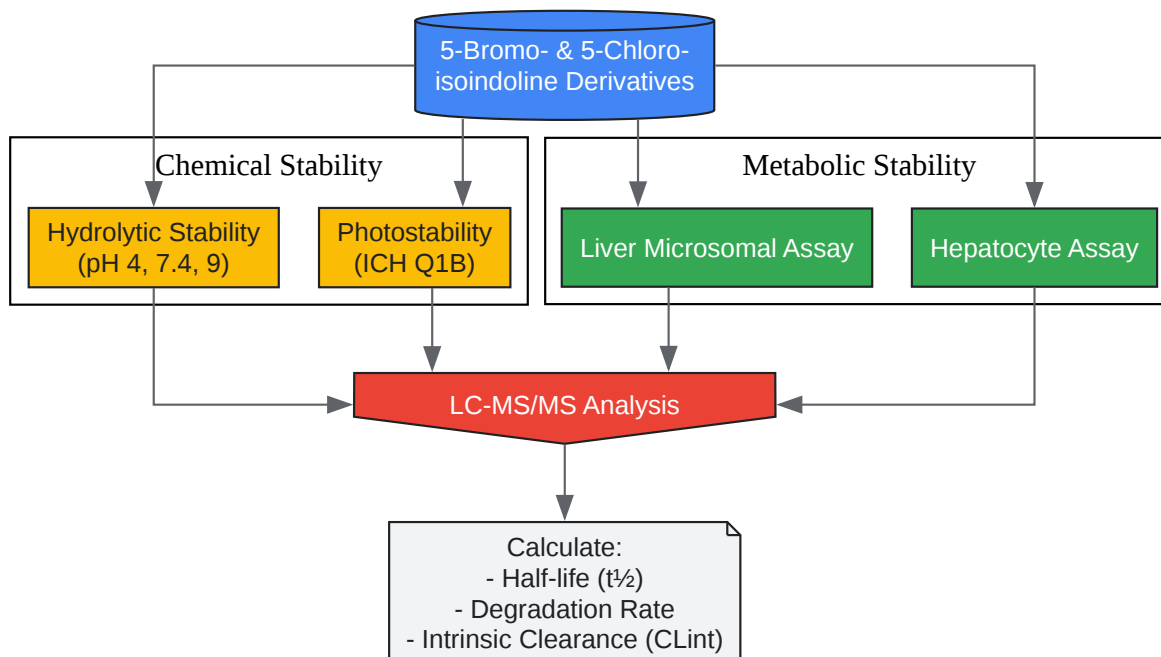 5-Bromo- & 5-Chloro-
isoindoline Derivatives
Chemical Stability
Metabolic Stability
Hydrolytic Stability
(pH 4, 7.4, 9)
Photostability
(ICH Q1B)
Liver Microsomal Assay
Hepatocyte Assay
LC-MS/MS Analysis
Calculate:
- Half-life (t½)
- Degradation Rate
- Intrinsic Clearance (CLint)